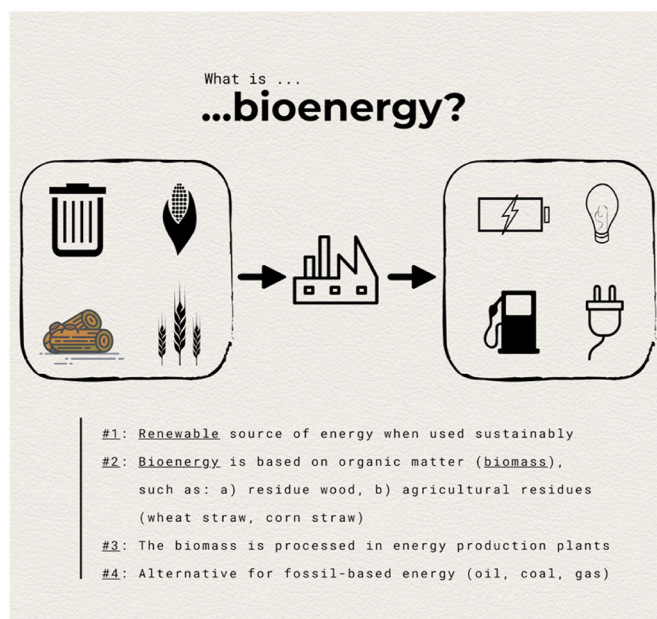 What is ...
...bioenergy?
#1: Renewable source of energy when used sustainably
#2: Bioenergy is based on organic matter (biomass),
such as: a) residue wood, b) agricultural residues
(wheat straw, corn straw)
#3: The biomass is processed in energy production plants
#4: Alternative for fossil-based energy (oil, coal, gas)